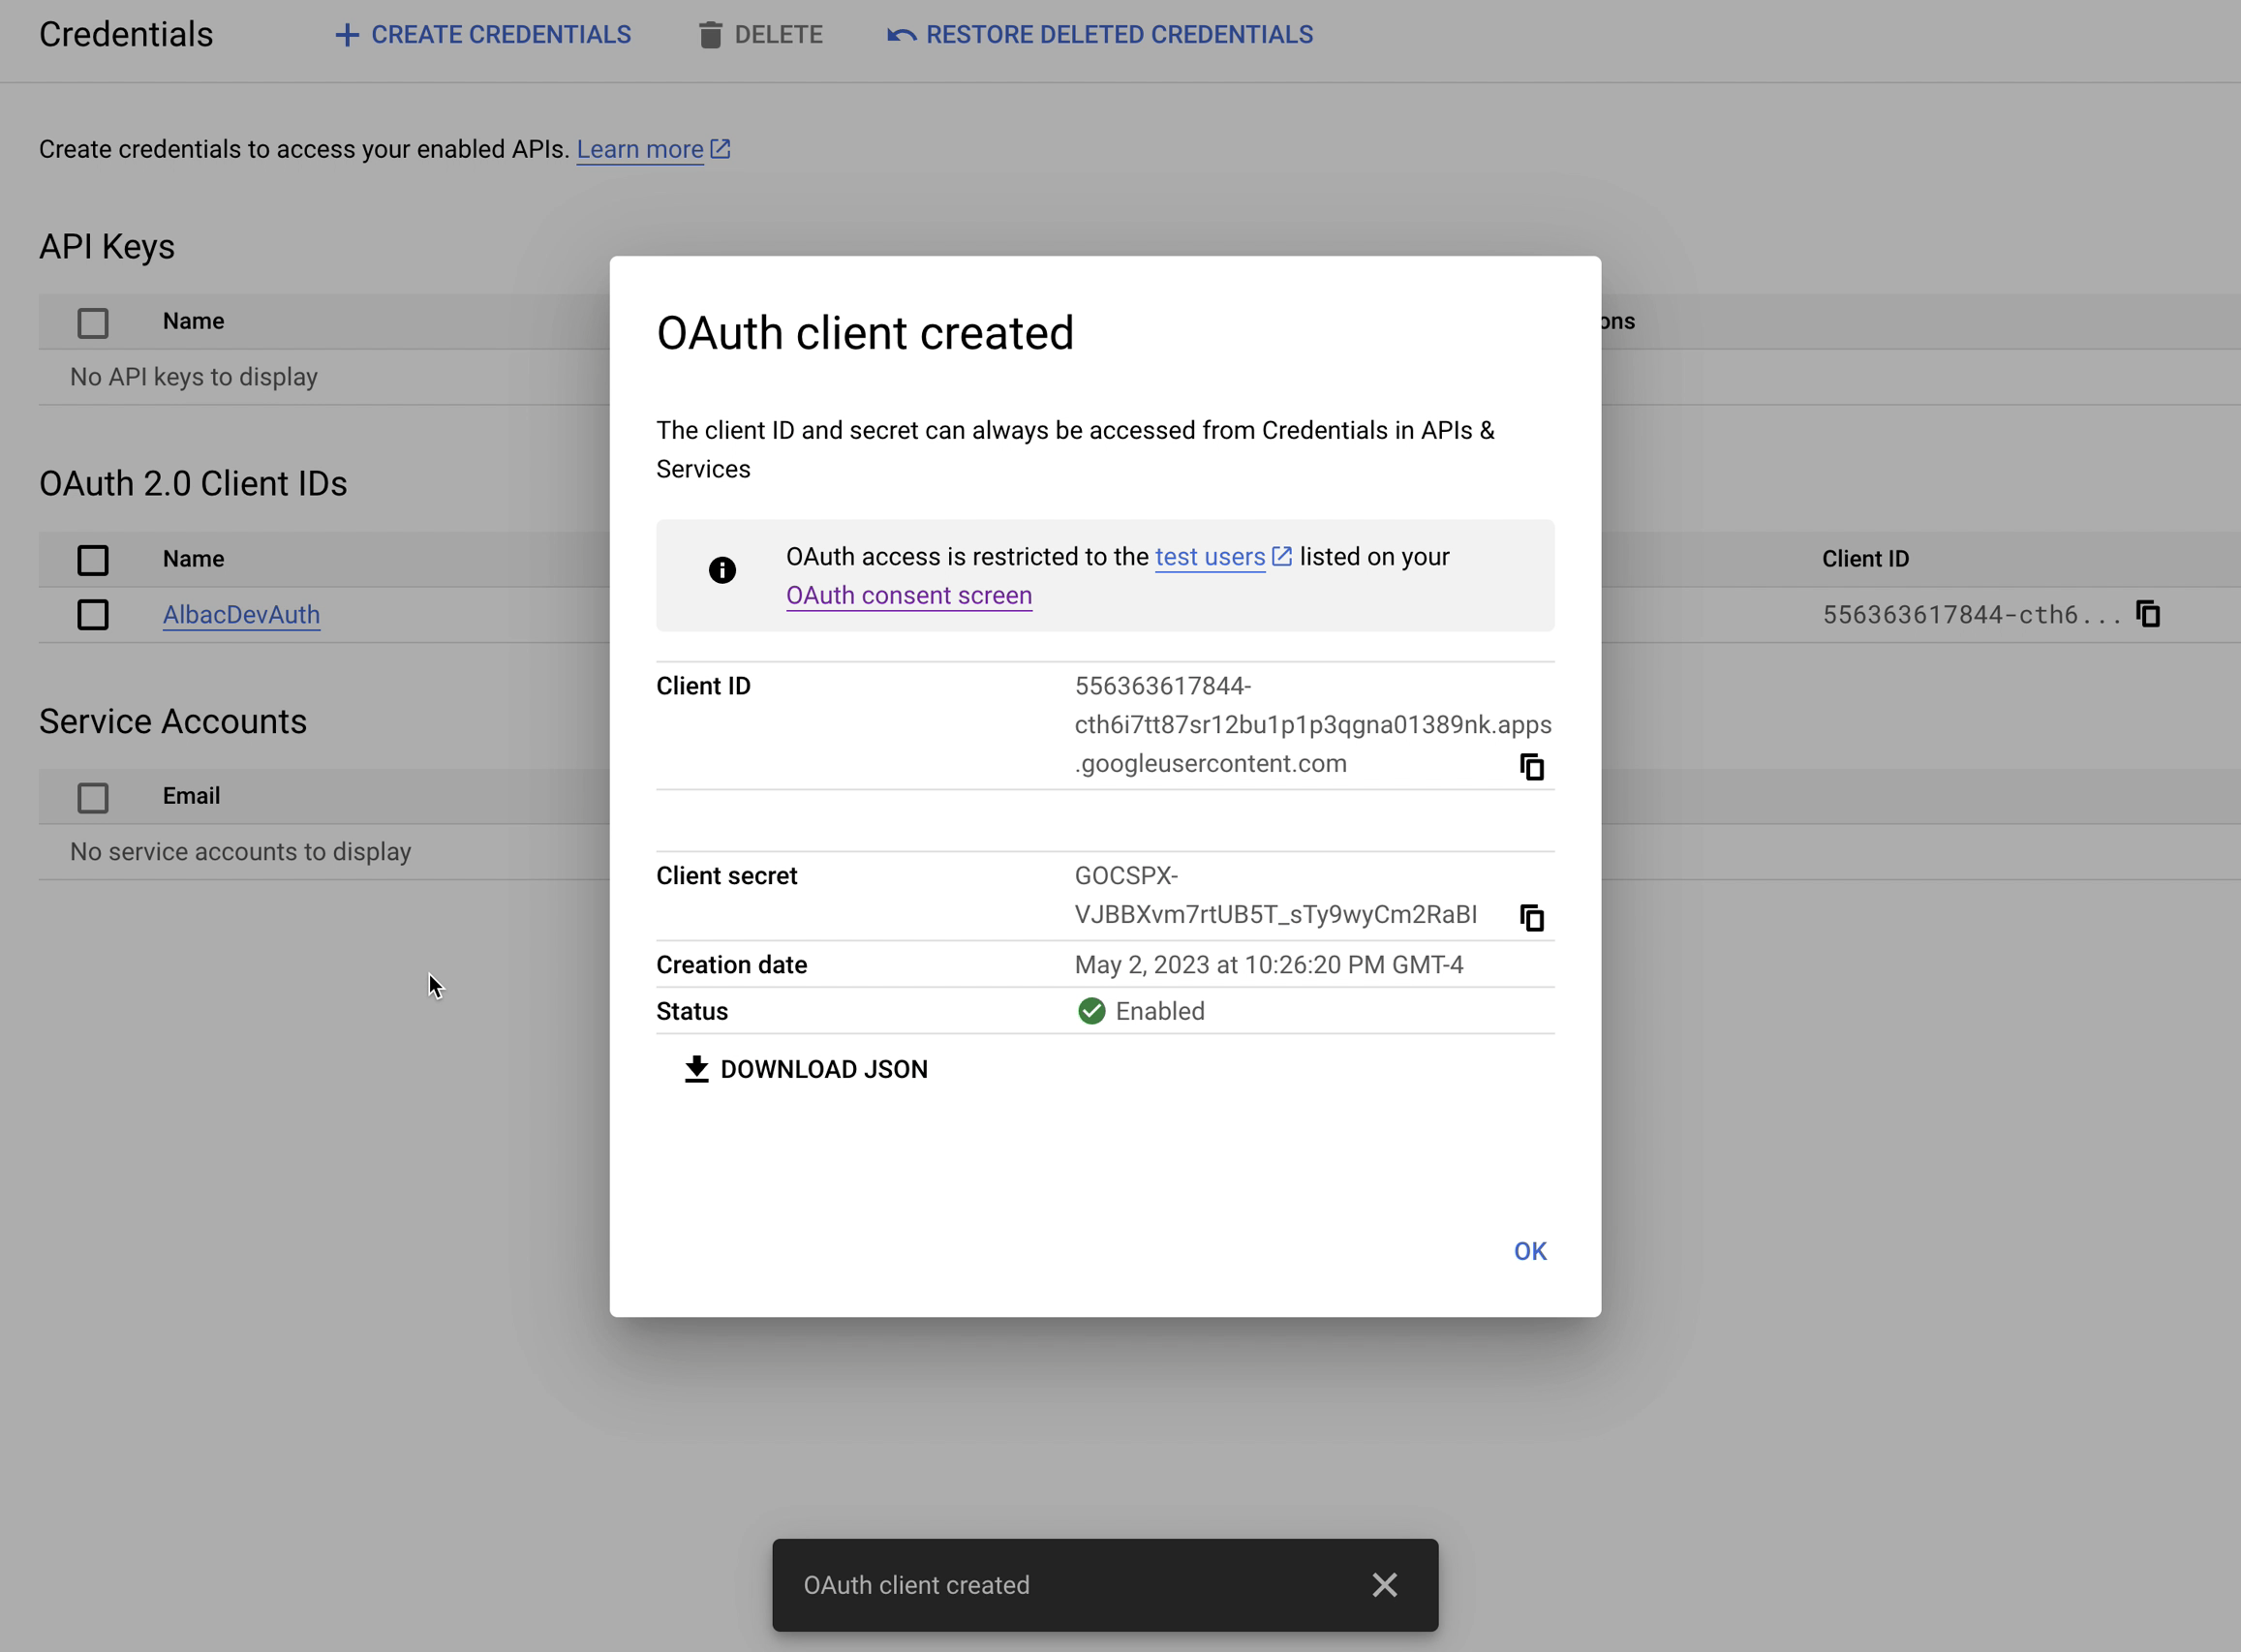 Credentials
CREATE CREDENTIALS
DELETE
RESTORE DELETED CREDENTIALS
Create credentials to access your enabled APIs. Learn more
API Keys
Name
ons
No API keys to display
OAuth 2.0 Client IDs
Name
Client ID
AlbacDevAuth
556363617844-cth6...
Service Accounts
Email
No service accounts to display
OAuth client created
The client ID and secret can always be accessed from Credentials in APIs &
Services
OAuth access is restricted to the test users listed on your
OAuth consent screen
Client ID
556363617844-
cth6i7tt87sr12bu1p1p3qgna01389nk.apps
.googleusercontent.com
Client secret
GOCSPX-
VJBBXvm7rtUB5T_sTy9wyCm2RaBI
Creation date
May 2, 2023 at 10:26:20 PM GMT-4
Status
Enabled
DOWNLOAD JSON
OK
OAuth client created